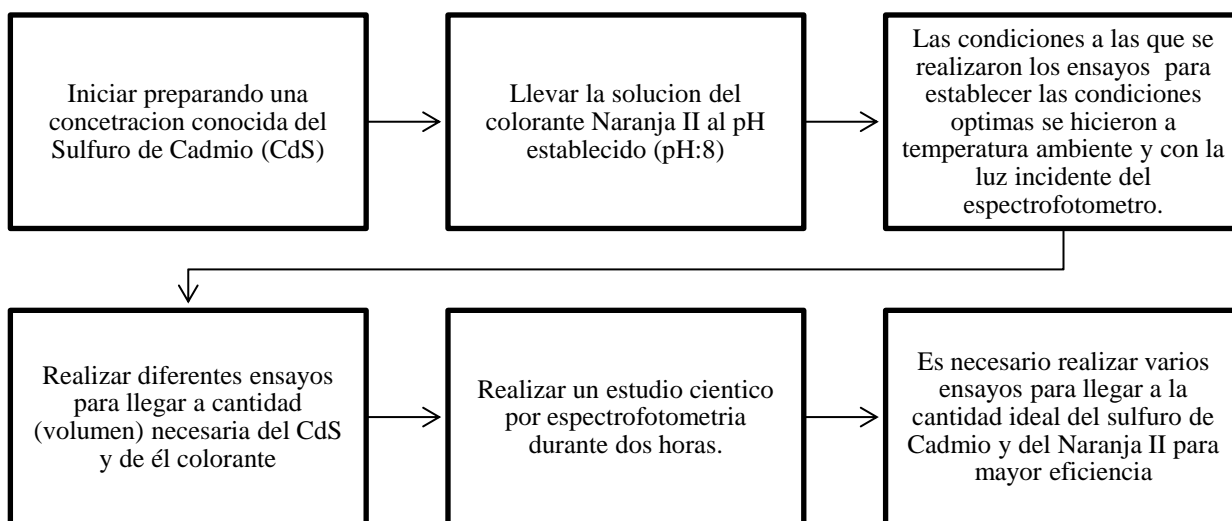 Iniciar preparando una
concetracion conocida del
Sulfuro de Cadmio (CdS)
Llevar la solucion del
colorante Naranja II al pH
establecido (pH:8)
Las condiciones a las que se
realizaron los ensayos para
establecer las condiciones
optimas se hicieron a
temperatura ambiente y con la
luz incidente del
espectrofotometro.
Realizar diferentes ensayos
para llegar a cantidad
(volumen) necesaria del CdS
y de él colorante
Realizar un estudio cientico
por espectrofotometria
durante dos horas.
Es necesario realizar varios
ensayos para llegar a la
cantidad ideal del sulfuro de
Cadmio y del Naranja II para
mayor eficiencia